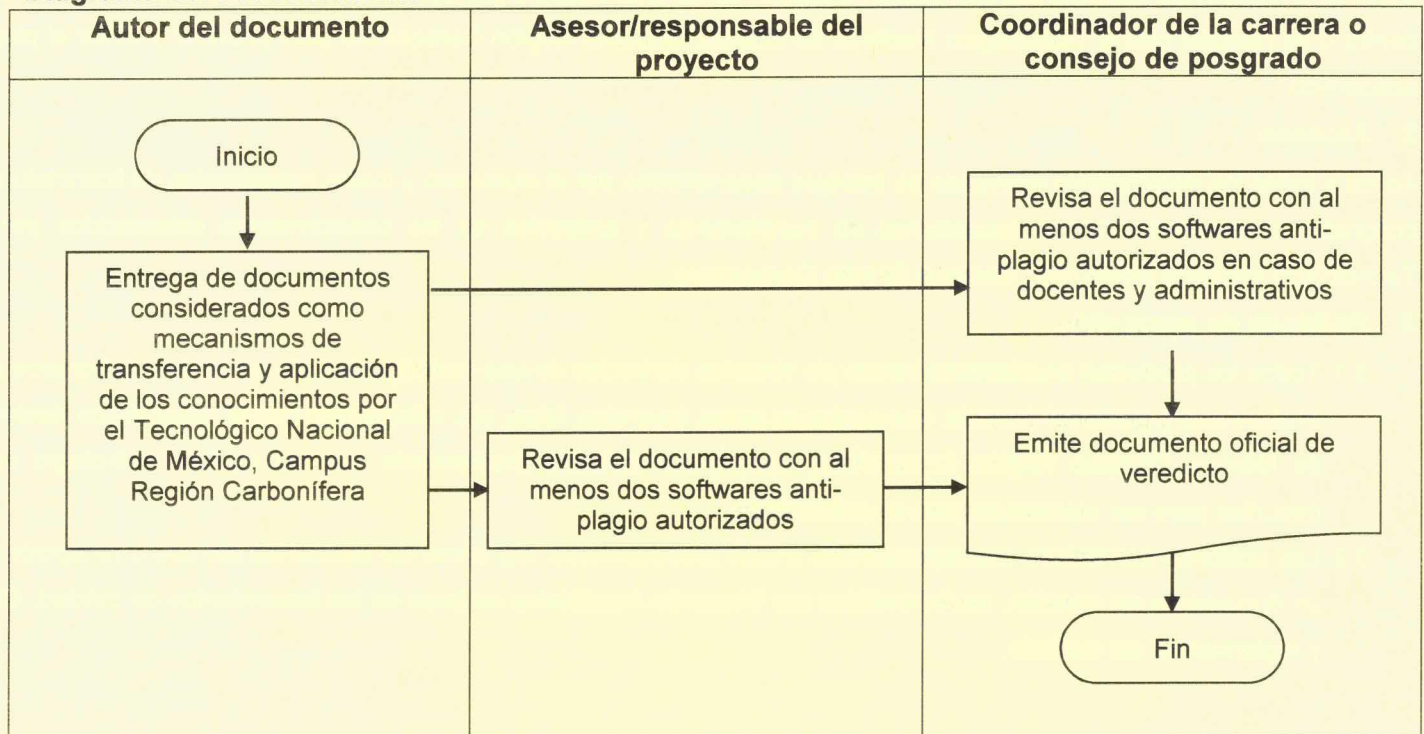 Autor del documento
Asesor/responsable del
proyecto
Coordinador de la carrera o
consejo de posgrado
Inicio
Entrega de documentos
considerados como
mecanismos de
transferencia y aplicación
de los conocimientos por
el Tecnológico Nacional
de México, Campus
Región Carbonífera
Revisa el documento con al
menos dos softwares anti-
plagio autorizados
Revisa el documento con al
menos dos softwares anti-
plagio autorizados en caso de
docentes y administrativos
Emite documento oficial de
veredicto
Fin